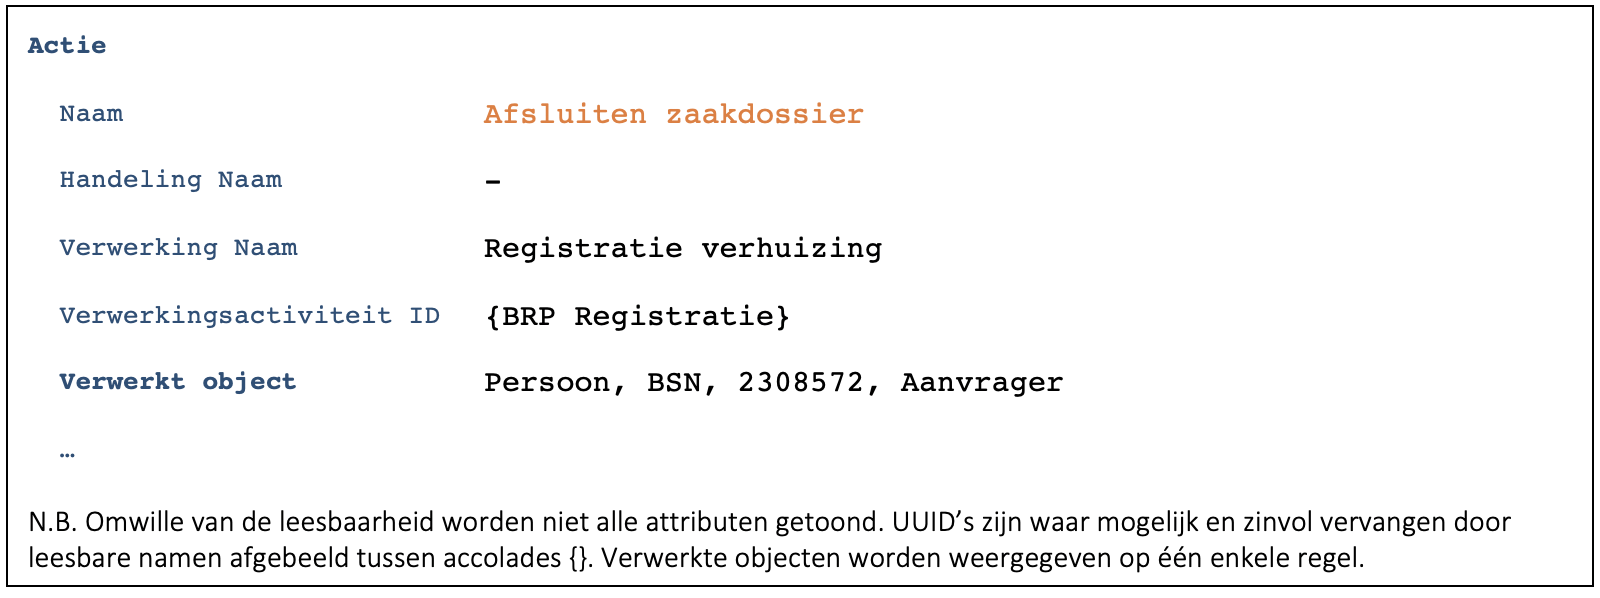 Actie
Naam Afsluiten zaakdossier
Handeling Naam –
Verwerking Naam Registratie verhuizing
Verwerkingsactiviteit ID {BRP Registratie}
Verwerkt object Persoon, BSN, 2308572, Aanvrager
…
N.B. Omwille van de leesbaarheid worden niet alle attributen getoond. UUID’s zijn waar mogelijk en zinvol vervangen door
leesbare namen afgebeeld tussen accolades {}. Verwerkte objecten worden weergegeven op één enkele regel.